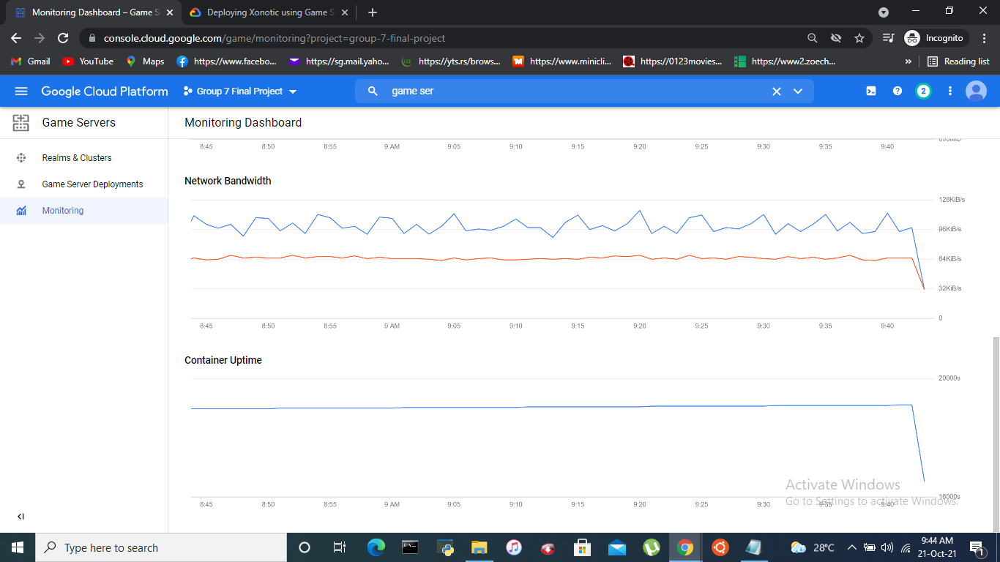 Monitoring Dashboard – Game S
Deploying Xonotic using Game S
console.cloud.google.com/game/monitoring?project=group-7-final-project
Incognito
Gmail
YouTube
Maps
https://www.facebo...
https://sg.mail.yaho...
https://yts.rs/brows...
https://www.minicli...
https://0123movies...
https://www2.zoech...
»
Reading list
Google Cloud Platform
Group 7 Final Project
game ser
2
Game Servers
Monitoring Dashboard
Realms & Clusters
Game Server Deployments
Monitoring
8:45 8:50 8:55 9 AM 9:05 9:10 9:15 9:20 9:25 9:30 9:35 9:40
Network Bandwidth
128KiB/s
96KiB/s
64KiB/s
32KiB/s
0
8:45 8:50 8:55 9 AM 9:05 9:10 9:15 9:20 9:25 9:30 9:35 9:40
Container Uptime
20000s
16000s
8:45 8:50 8:55 9 AM 9:05 9:10 9:15 9:20 9:25 9:30 9:35 9:40
Activate Windows
Go to Settings to activate Windows.
Type here to search
28°C
9:44 AM
21-Oct-21
1